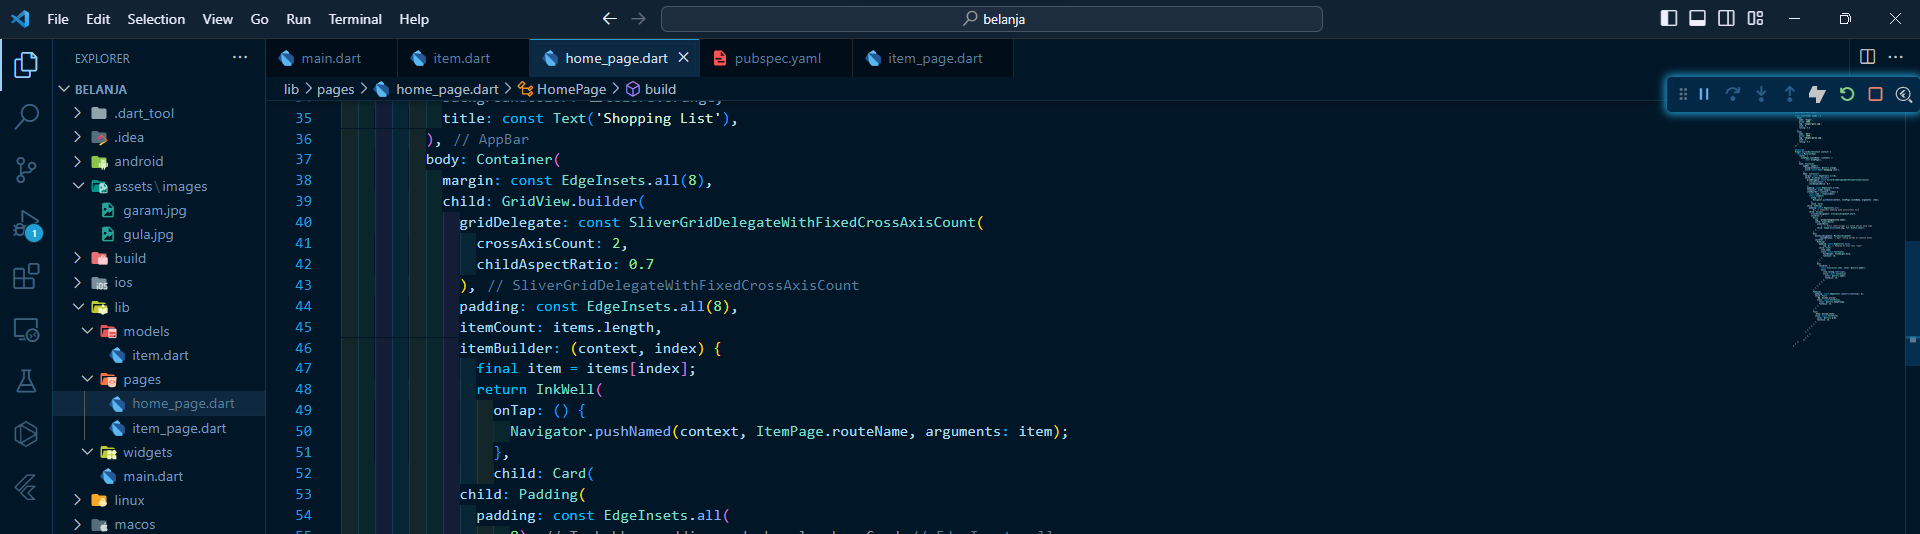 File Edit Selection View Go Run Terminal Help
belanja
EXPLORER
main.dart item.dart home_page.dart pubspec.yaml item_page.dart
lib > pages > home_page.dart > HomePage > build
BELANJA
.dart_tool
.idea
android
assets\images
garam.jpg
gula.jpg
build
ios
lib
models
item.dart
pages
home_page.dart
item_page.dart
widgets
main.dart
linux
macos
1
35 title: const Text('Shopping List'),
36 ), // AppBar
37 body: Container(
38 margin: const EdgeInsets.all(8),
39 child: GridView.builder(
40 gridDelegate: const SliverGridDelegateWithFixedCrossAxisCount(
41 crossAxisCount: 2,
42 childAspectRatio: 0.7
43 ), // SliverGridDelegateWithFixedCrossAxisCount
44 padding: const EdgeInsets.all(8),
45 itemCount: items.length,
46 itemBuilder: (context, index) {
47 final item = items[index];
48 return InkWell(
49 onTap: () {
50 Navigator.pushNamed(context, ItemPage.routeName, arguments: item);
51 },
52 child: Card(
53 child: Padding(
54 padding: const EdgeInsets.all(